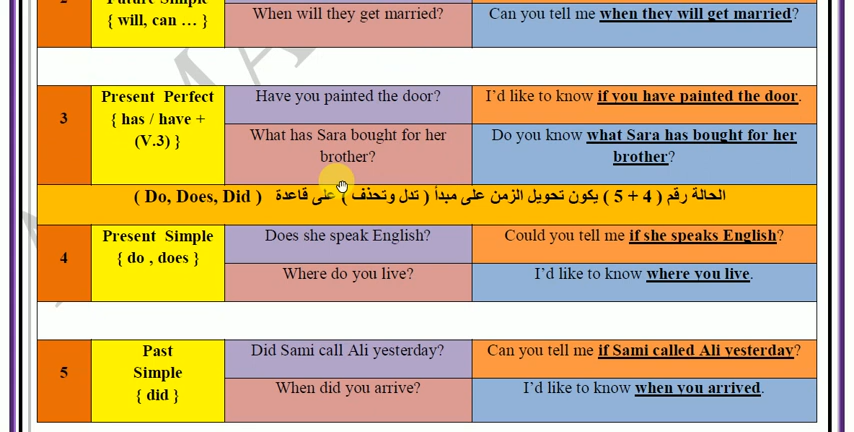 2
Future Simple
{ will, can … }
When will they get married?
Can you tell me when they will get married?
3
Present Perfect
{ has / have +
(V.3) }
Have you painted the door?
I'd like to know if you have painted the door.
What has Sara bought for her
brother?
Do you know what Sara has bought for her
brother?
الحالة رقم ( 4 + 5 ) يكون تحويل الزمن على مبدأ ( تدل وتحذف ) على قاعدة ( Do, Does, Did )
4
Present Simple
{ do , does }
Does she speak English?
Could you tell me if she speaks English?
Where do you live?
I'd like to know where you live.
5
Past
Simple
{ did }
Did Sami call Ali yesterday?
Can you tell me if Sami called Ali yesterday?
When did you arrive?
I'd like to know when you arrived.